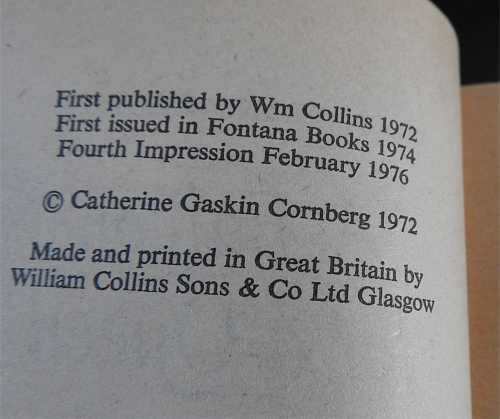 First published by Wm Collins 1972
First issued in Fontana Books 1974
Fourth Impression February 1976
© Catherine Gaskin Cornberg 1972
Made and printed in Great Britain by
William Collins Sons & Co Ltd Glasgow